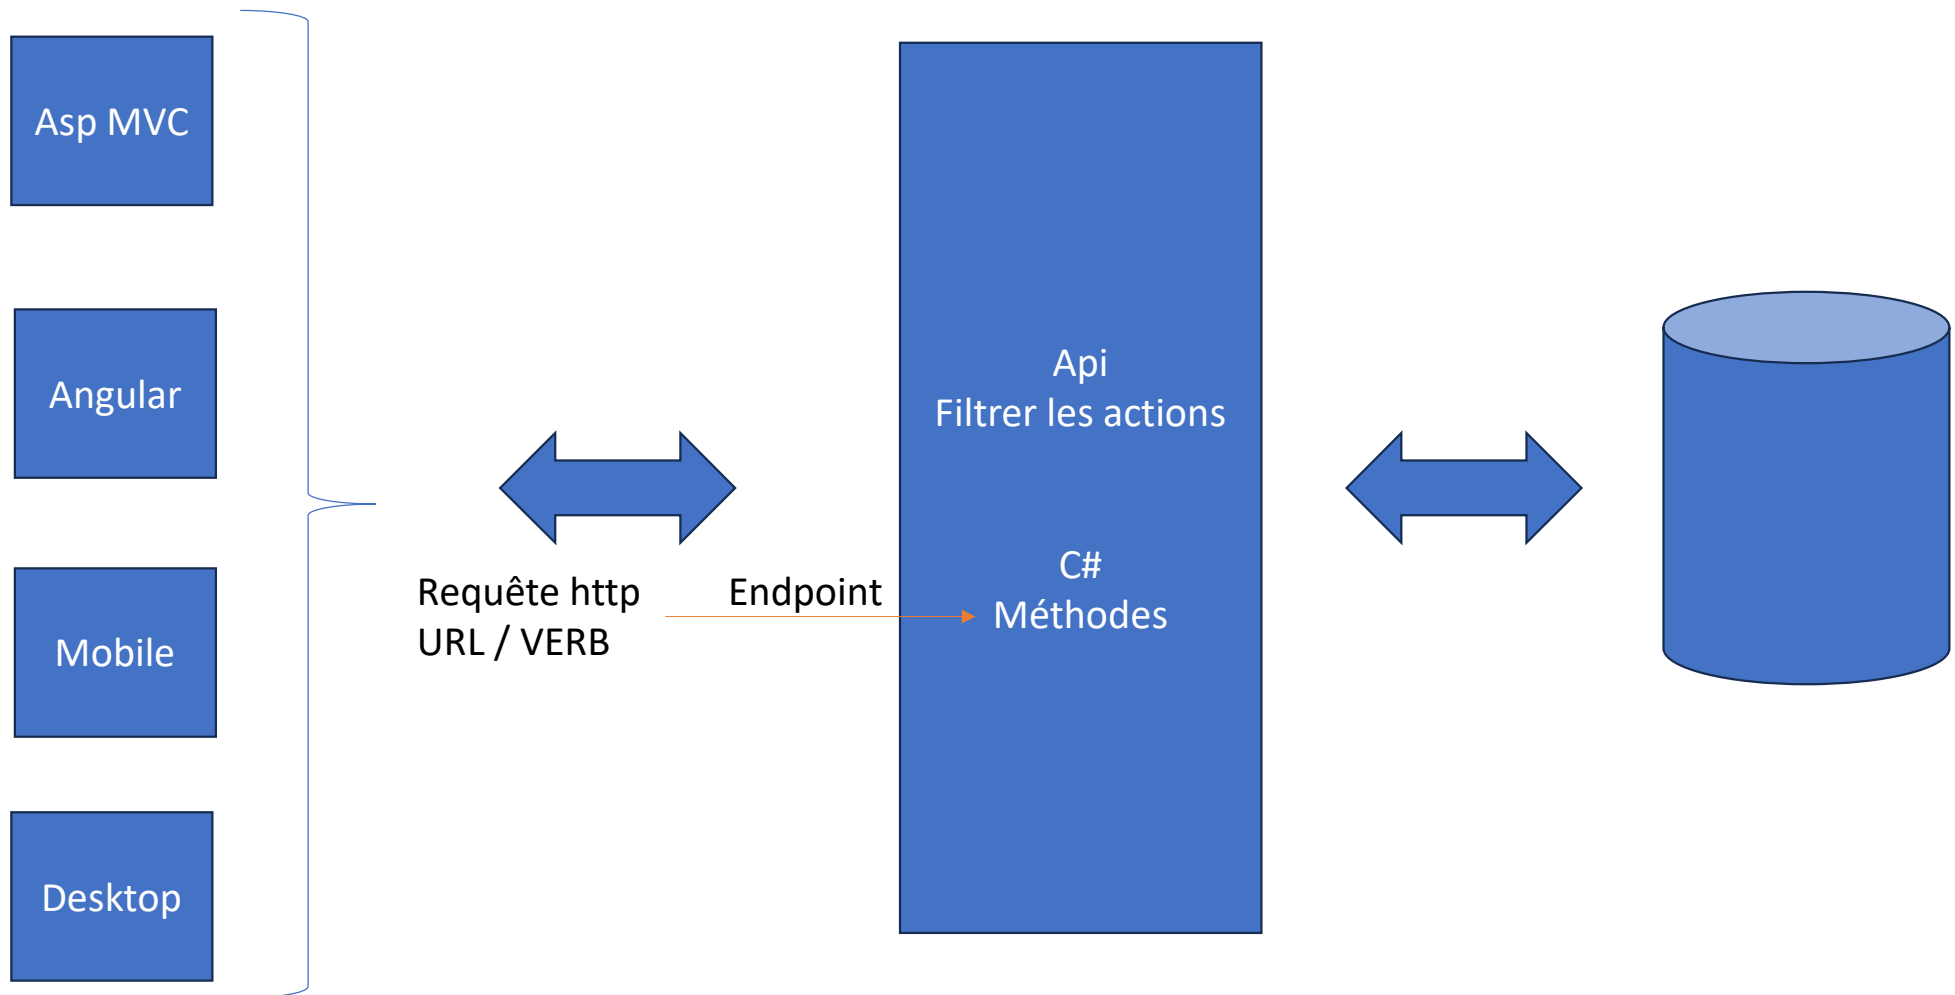 Asp MVC
Angular
Mobile
Desktop
Requête http
URL / VERB
Endpoint
Api
Filtrer les actions
C#
Méthodes